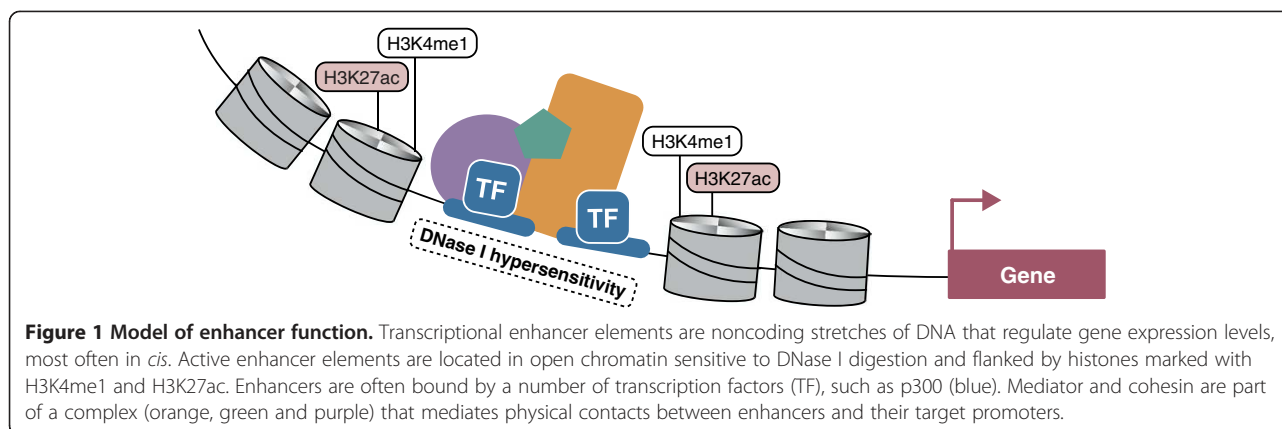 H3K4me1
H3K27ac
H3K4me1
H3K27ac
TF
TF
DNase I hypersensitivity
Gene
Figure 1 Model of enhancer function. Transcriptional enhancer elements are noncoding stretches of DNA that regulate gene expression levels,
most often in cis. Active enhancer elements are located in open chromatin sensitive to DNase I digestion and flanked by histones marked with
H3K4me1 and H3K27ac. Enhancers are often bound by a number of transcription factors (TF), such as p300 (blue). Mediator and cohesin are part
of a complex (orange, green and purple) that mediates physical contacts between enhancers and their target promoters.